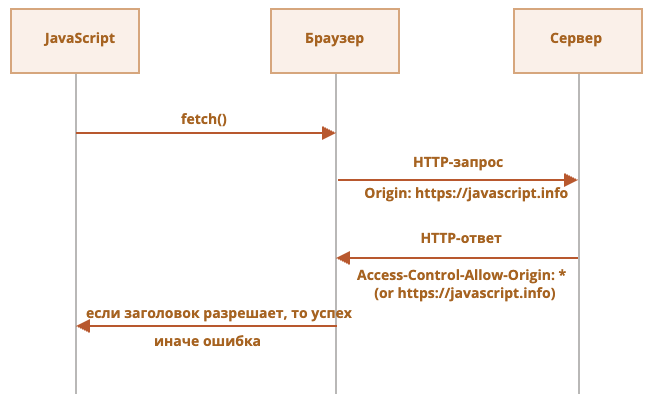 JavaScript
Браузер
Сервер
fetch()
HTTP-запрос
Origin: https://javascript.info
HTTP-ответ
Access-Control-Allow-Origin: *
(or https://javascript.info)
если заголовок разрешает, то успех
иначе ошибка